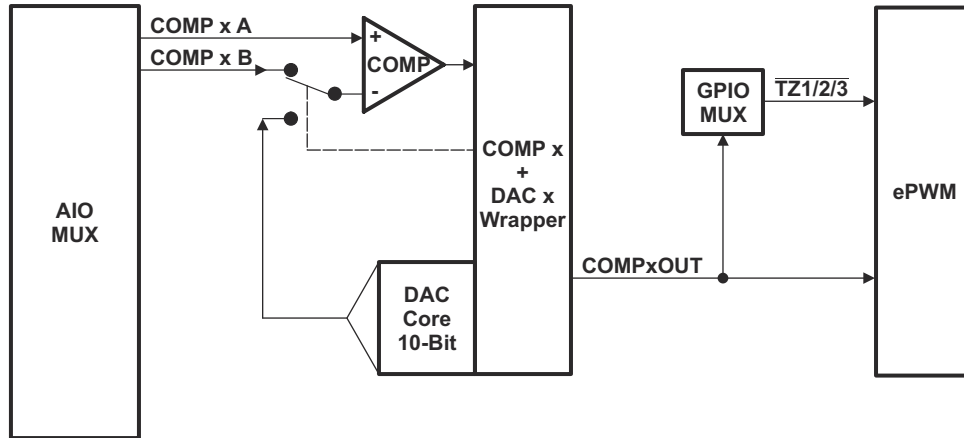 COMP x A
COMP x B
+
COMP
-
AIO
MUX
COMP x
+
DAC x
Wrapper
DAC
Core
10-Bit
COMPxOUT
GPIO
MUX
TZ1/2/3
ePWM